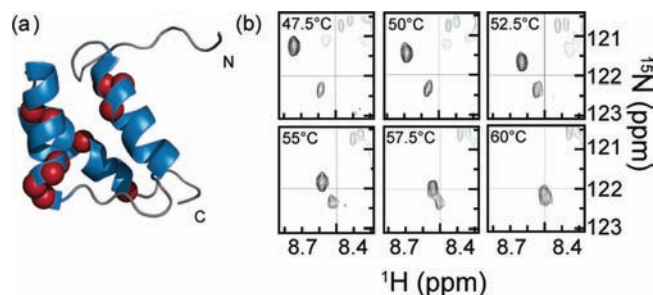 (a)
N
C
(b)
47.5°C
50°C
52.5°C
121
122
123
55°C
57.5°C
60°C
121
122
123
¹⁵N (ppm)
8.7 8.4 8.7 8.4 8.7 8.4
¹H (ppm)